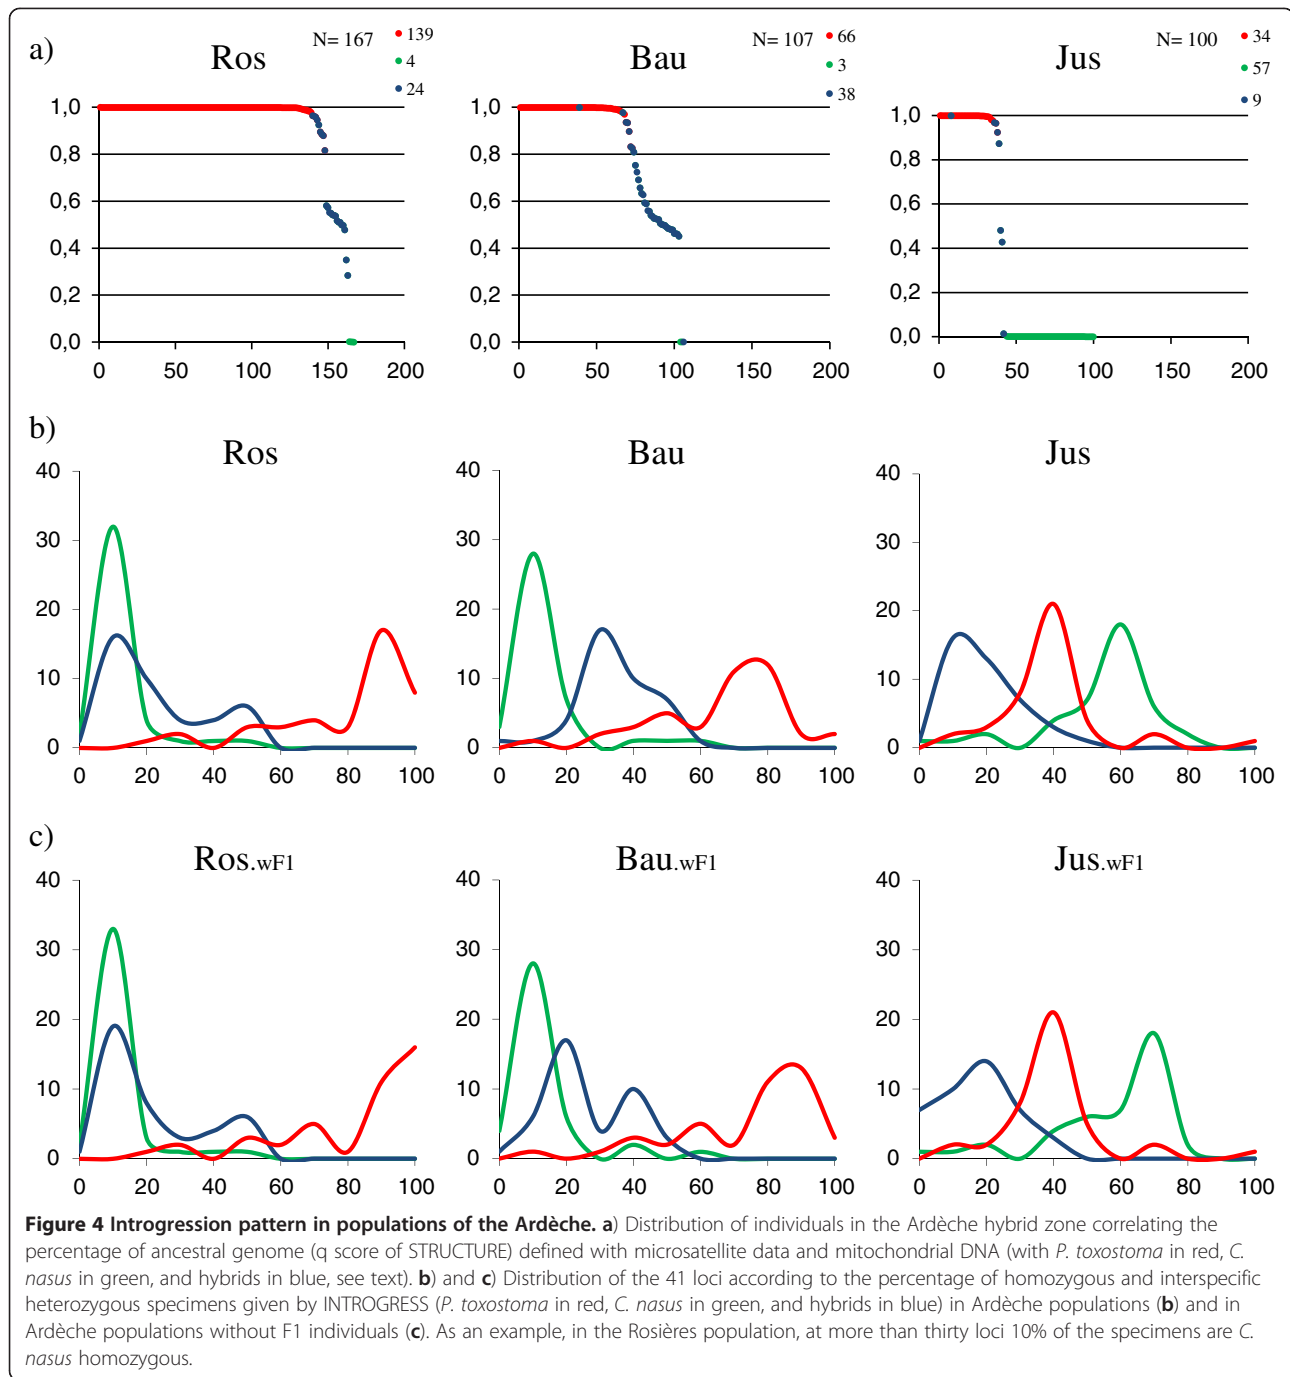 a)
Ros
N= 167
139
4
24
Bau
N= 107
66
3
38
Jus
N= 100
34
57
9
1,0
0,8
0,6
0,4
0,2
0,0
0 50 100 150 200
1,0
0,8
0,6
0,4
0,2
0,0
0 50 100 150 200
1,0
0,8
0,6
0,4
0,2
0,0
0 50 100 150 200
b)
Ros
40
30
20
10
0
0 20 40 60 80 100
Bau
40
30
20
10
0
0 20 40 60 80 100
Jus
40
30
20
10
0
0 20 40 60 80 100
c)
Ros.wF1
40
30
20
10
0
0 20 40 60 80 100
Bau.wF1
40
30
20
10
0
0 20 40 60 80 100
Jus.wF1
40
30
20
10
0
0 20 40 60 80 100
Figure 4 Introgression pattern in populations of the Ardèche. a) Distribution of individuals in the Ardèche hybrid zone correlating the
percentage of ancestral genome (q score of STRUCTURE) defined with microsatellite data and mitochondrial DNA (with P. toxostoma in red, C.
nasus in green, and hybrids in blue, see text). b) and c) Distribution of the 41 loci according to the percentage of homozygous and interspecific
heterozygous specimens given by INTROGRESS (P. toxostoma in red, C. nasus in green, and hybrids in blue) in Ardèche populations (b) and in
Ardèche populations without F1 individuals (c). As an example, in the Rosières population, at more than thirty loci 10% of the specimens are C.
nasus homozygous.